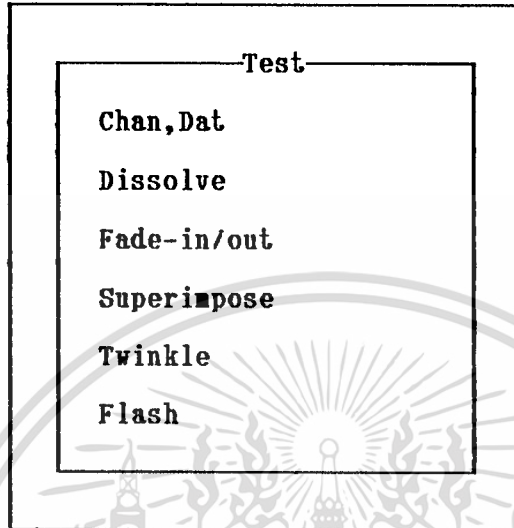 Test
Chan,Dat
Dissolve
Fade-in/out
Superimpose
Twinkle
Flash